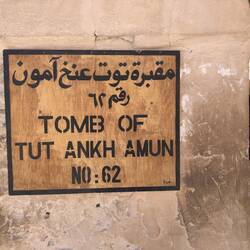 مقبرة توت عنخ آمون
رقم ٦٢
TOMB OF
TUT ANKH AMUN
NO: 62